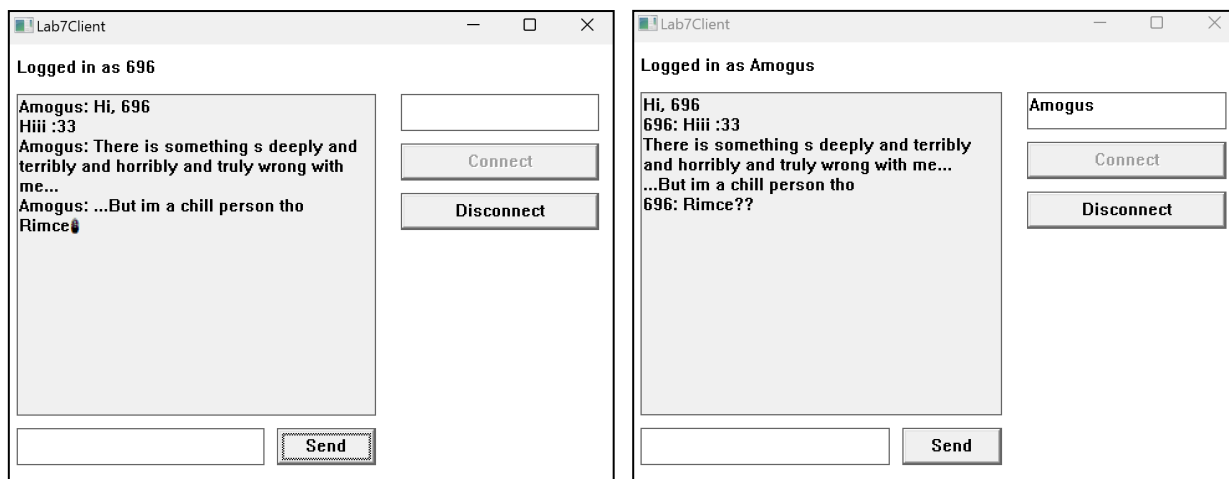 Lab7Client
Logged in as 696
Amogus: Hi, 696
Hiii :33
Amogus: There is something s deeply and
terribly and horribly and truly wrong with
me...
Amogus: ...But im a chill person tho
Rimce
Connect
Disconnect
Send
Lab7Client
Logged in as Amogus
Hi, 696
696: Hiii :33
There is something s deeply and terribly
and horribly and truly wrong with me...
...But im a chill person tho
696: Rimce??
Amogus
Connect
Disconnect
Send